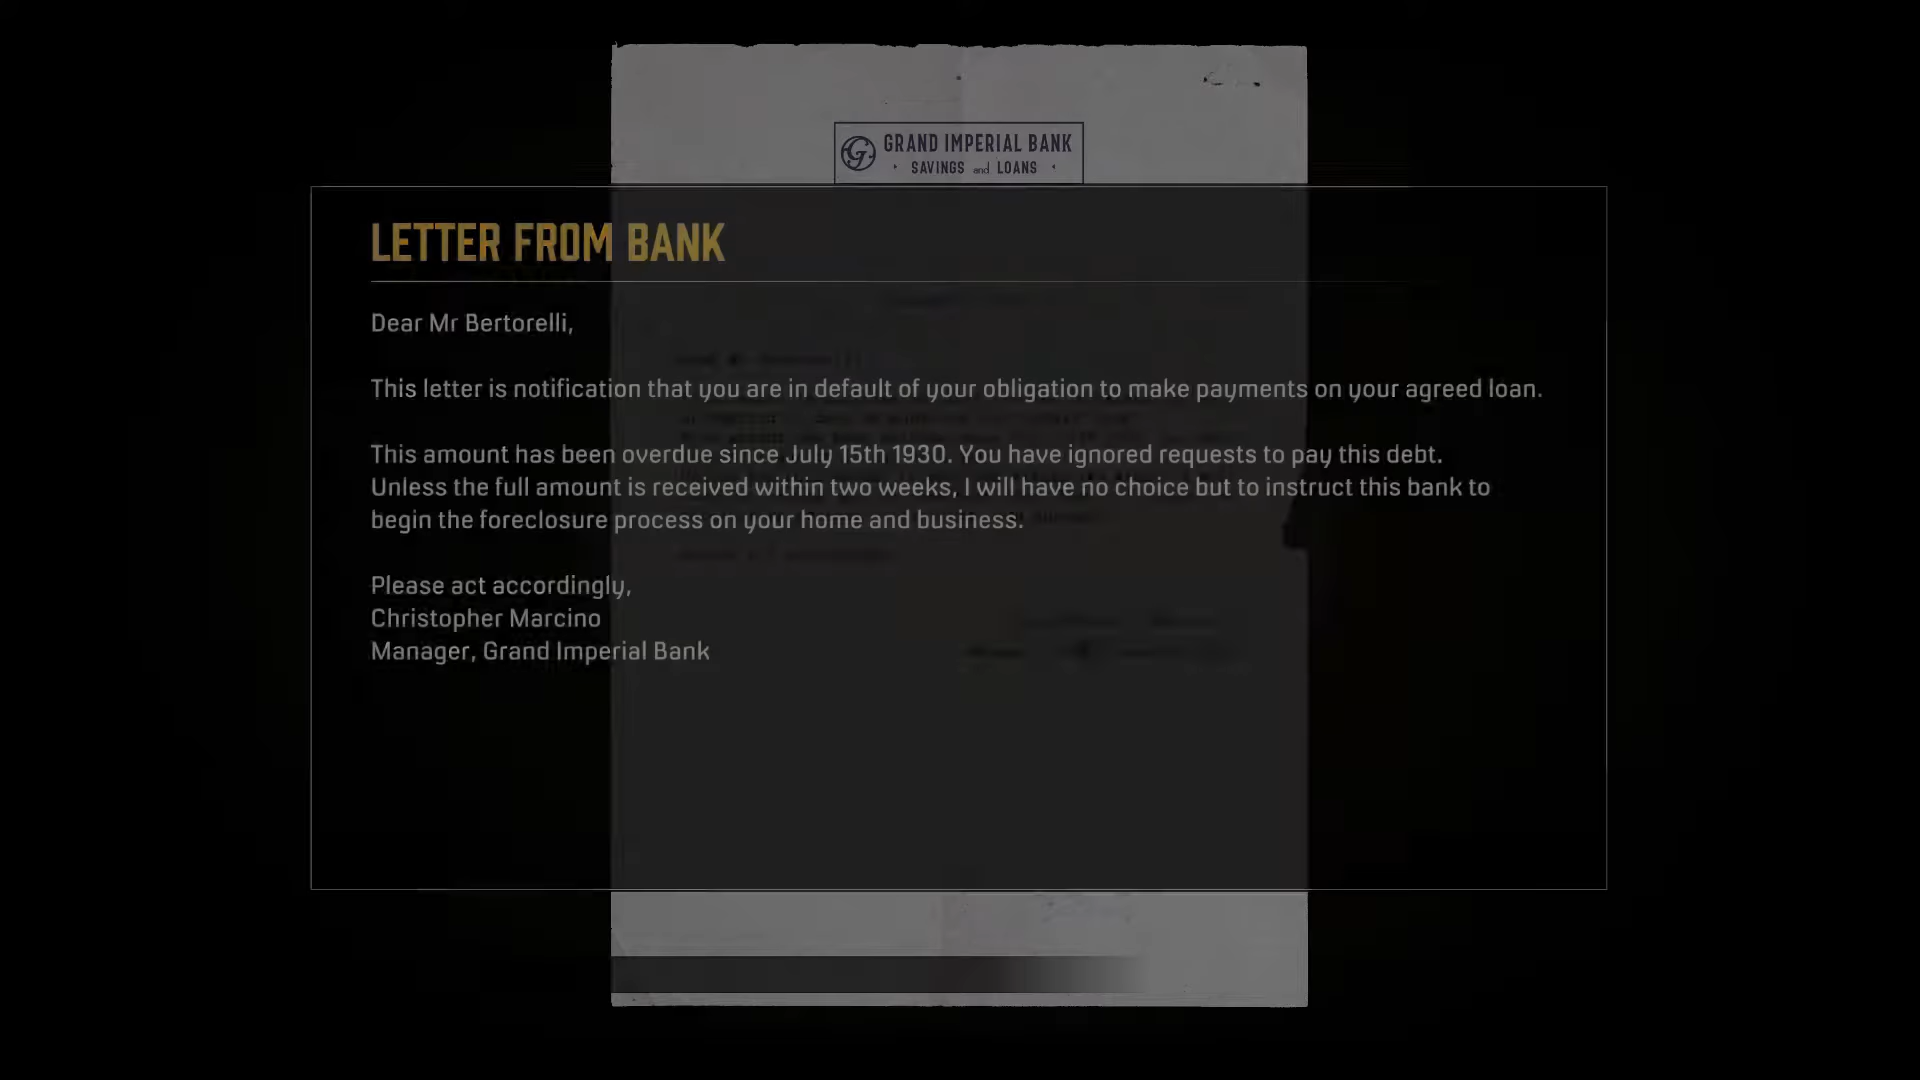 GRAND IMPERIAL BANK
SAVINGS and LOANS
LETTER FROM BANK
Dear Mr Bertorelli,
This letter is notification that you are in default of your obligation to make payments on your agreed loan.
This amount has been overdue since July 15th 1930. You have ignored requests to pay this debt.
Unless the full amount is received within two weeks, I will have no choice but to instruct this bank to
begin the foreclosure process on your home and business.
Please act accordingly,
Christopher Marcino
Manager, Grand Imperial Bank